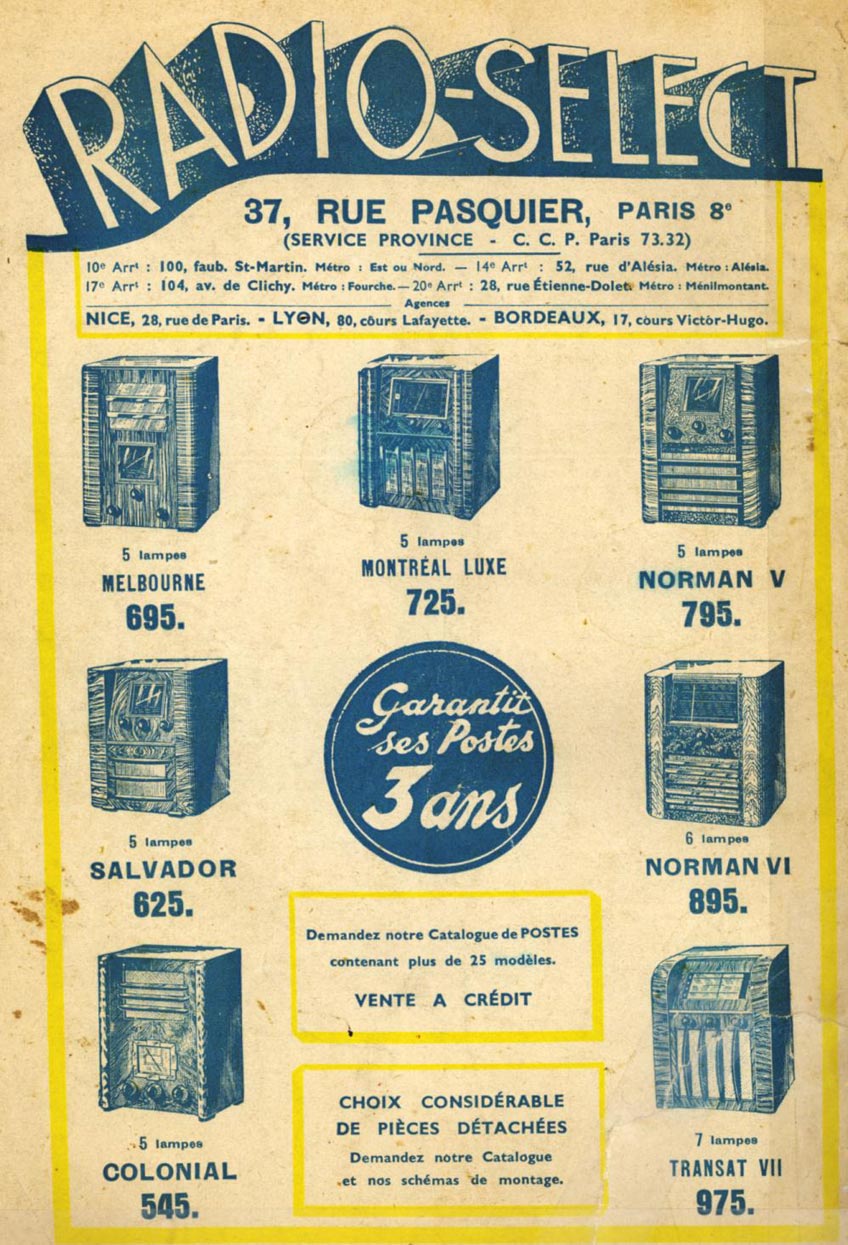 RADIO-SELECT
37, RUE PASQUIER, PARIS 8e
(SERVICE PROVINCE - C. C. P. Paris 73.32)
10e Arrt : 100, faub. St-Martin. Métro : Est ou Nord. — 14e Arrt : 52, rue d'Alésia. Métro : Alésia.
17e Arrt : 104, av. de Clichy. Métro : Fourche. — 20e Arrt : 28, rue Étienne-Dolet. Métro : Ménilmontant.
Agences
NICE, 28, rue de Paris. - LYON, 80, cours Lafayette. - BORDEAUX, 17, cours Victor-Hugo.
5 lampes
MELBOURNE
695.
5 lampes
MONTRÉAL LUXE
725.
5 lampes
NORMAN V
795.
5 lampes
SALVADOR
625.
Garantit
ses Postes
3 ans
6 lampes
NORMAN VI
895.
Demandez notre Catalogue de POSTES
contenant plus de 25 modèles.
VENTE A CRÉDIT
5 lampes
COLONIAL
545.
CHOIX CONSIDÉRABLE
DE PIÈCES DÉTACHÉES
Demandez notre Catalogue
et nos schémas de montage.
7 lampes
TRANSAT VII
975.